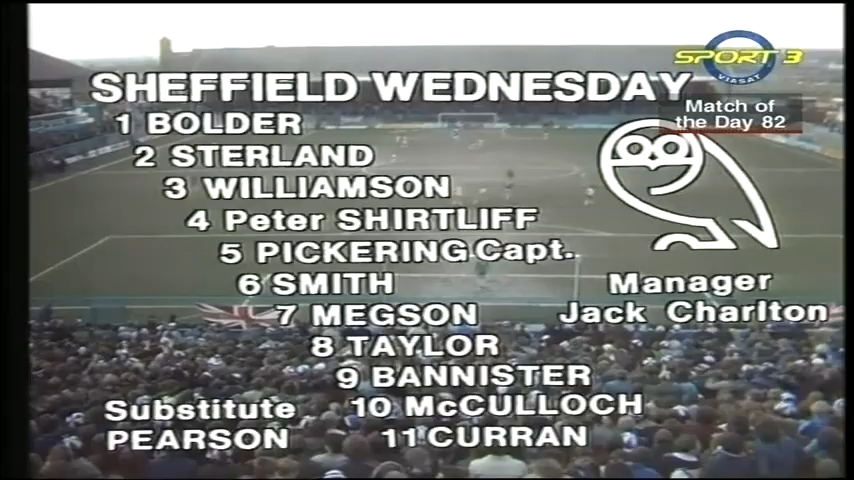 SPORT 3
VIASAT
Match of
the Day 82
SHEFFIELD WEDNESDAY
1 BOLDER
2 STERLAND
3 WILLIAMSON
4 Peter SHIRTLIFF
5 PICKERING Capt.
6 SMITH
7 MEGSON
8 TAYLOR
9 BANNISTER
10 McCULLOCH
11 CURRAN
Manager
Jack Charlton
Substitute
PEARSON